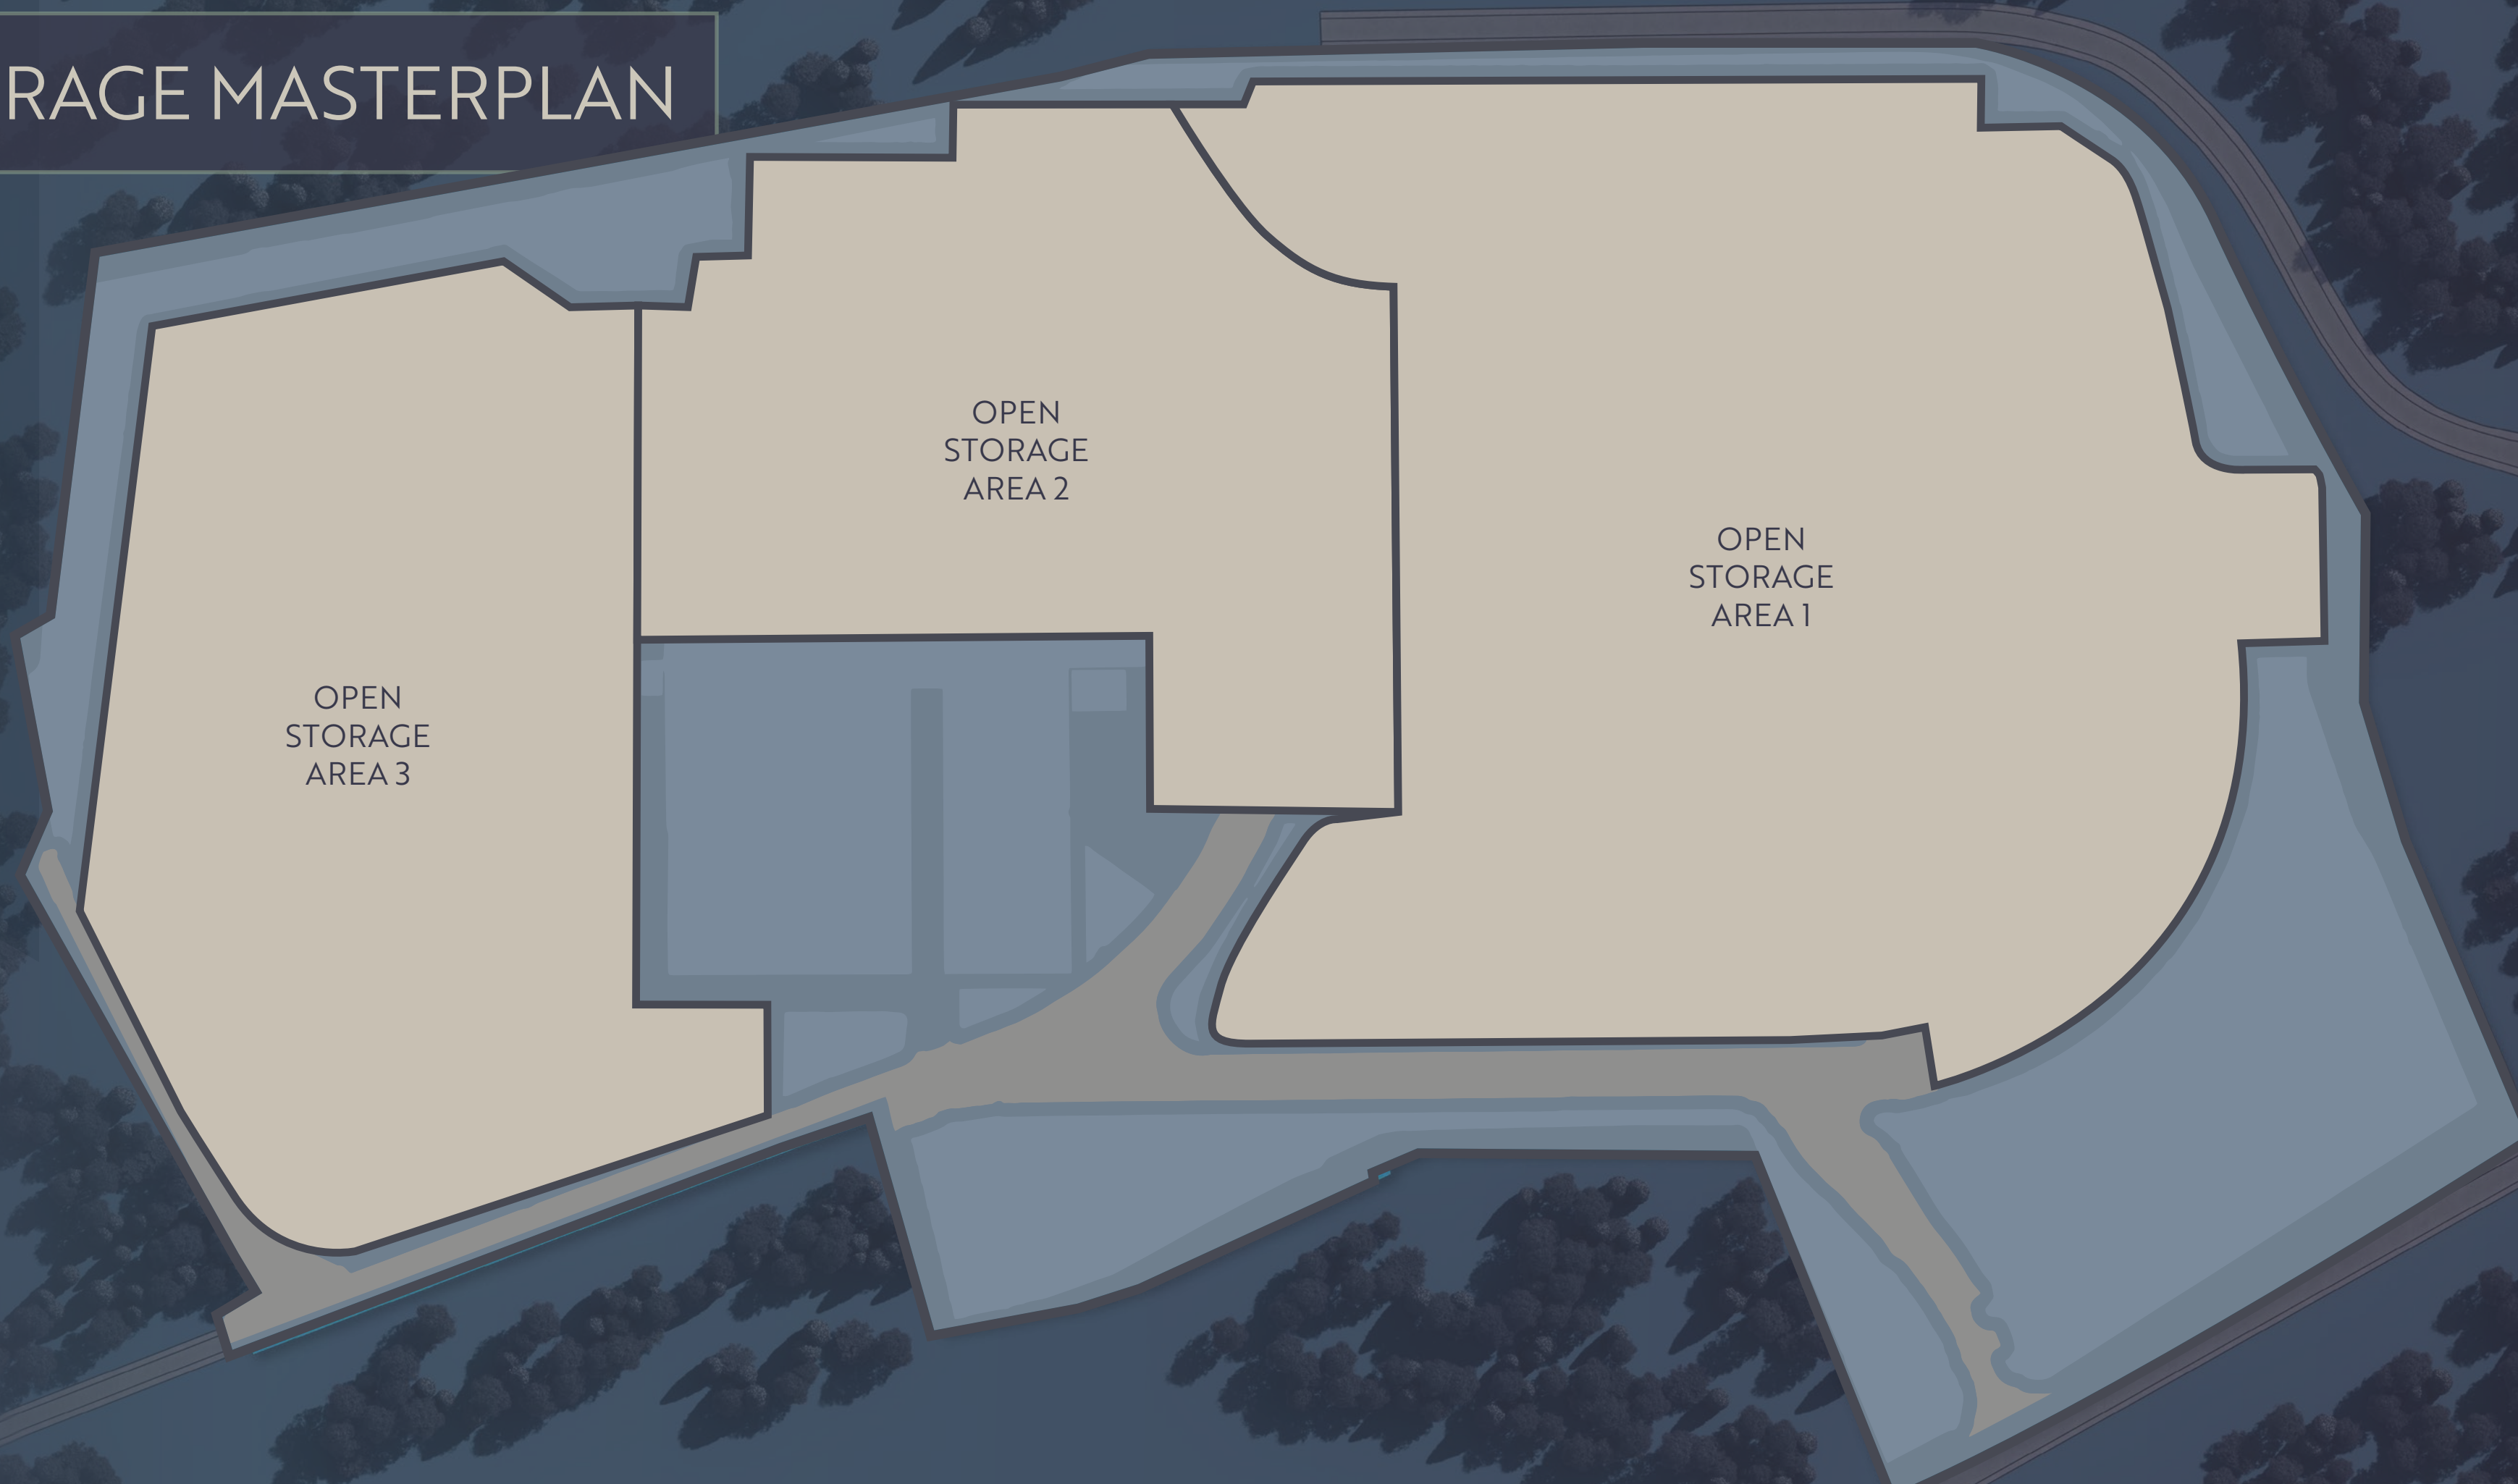 RAGE MASTERPLAN
OPEN
STORAGE
AREA 2
OPEN
STORAGE
AREA 1
OPEN
STORAGE
AREA 3